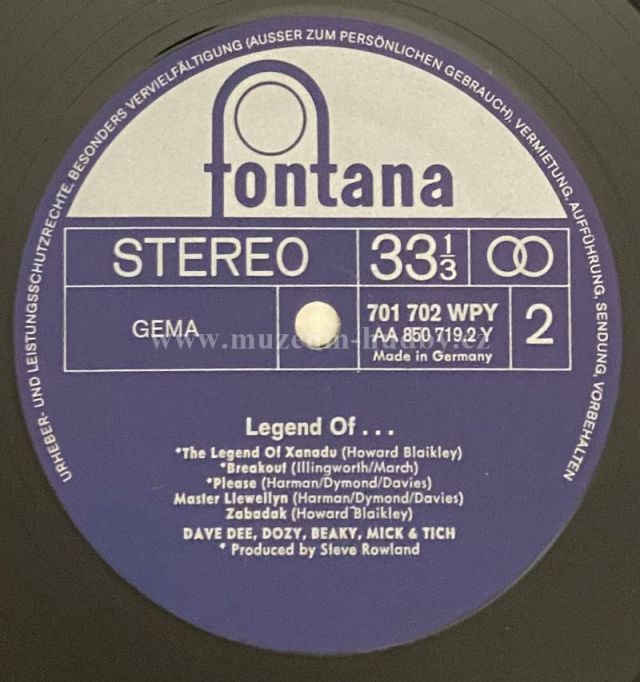 URHEBER- UND LEISTUNGSSCHUTZRECHTE, BESONDERS VERVIELFÄLTIGUNG (AUSSER ZUM PERSÖNLICHEN GEBRAUCH), VERMIETUNG, AUFFÜHRUNG, SENDUNG, VORBEHALTEN
fontana
STEREO 33⅓
GEMA 701 702 WPY 2
AA 850 719.2 Y
Made in Germany
www.muzeum-hudby.cz
Legend Of . . .
*The Legend Of Xanadu (Howard Blaikley)
*Breakout (Illingworth/March)
*Please (Harman/Dymond/Davies)
Master Llewellyn (Harman/Dymond/Davies)
Zabadak (Howard Blaikley)
DAVE DEE, DOZY, BEAKY, MICK & TICH
* Produced by Steve Rowland